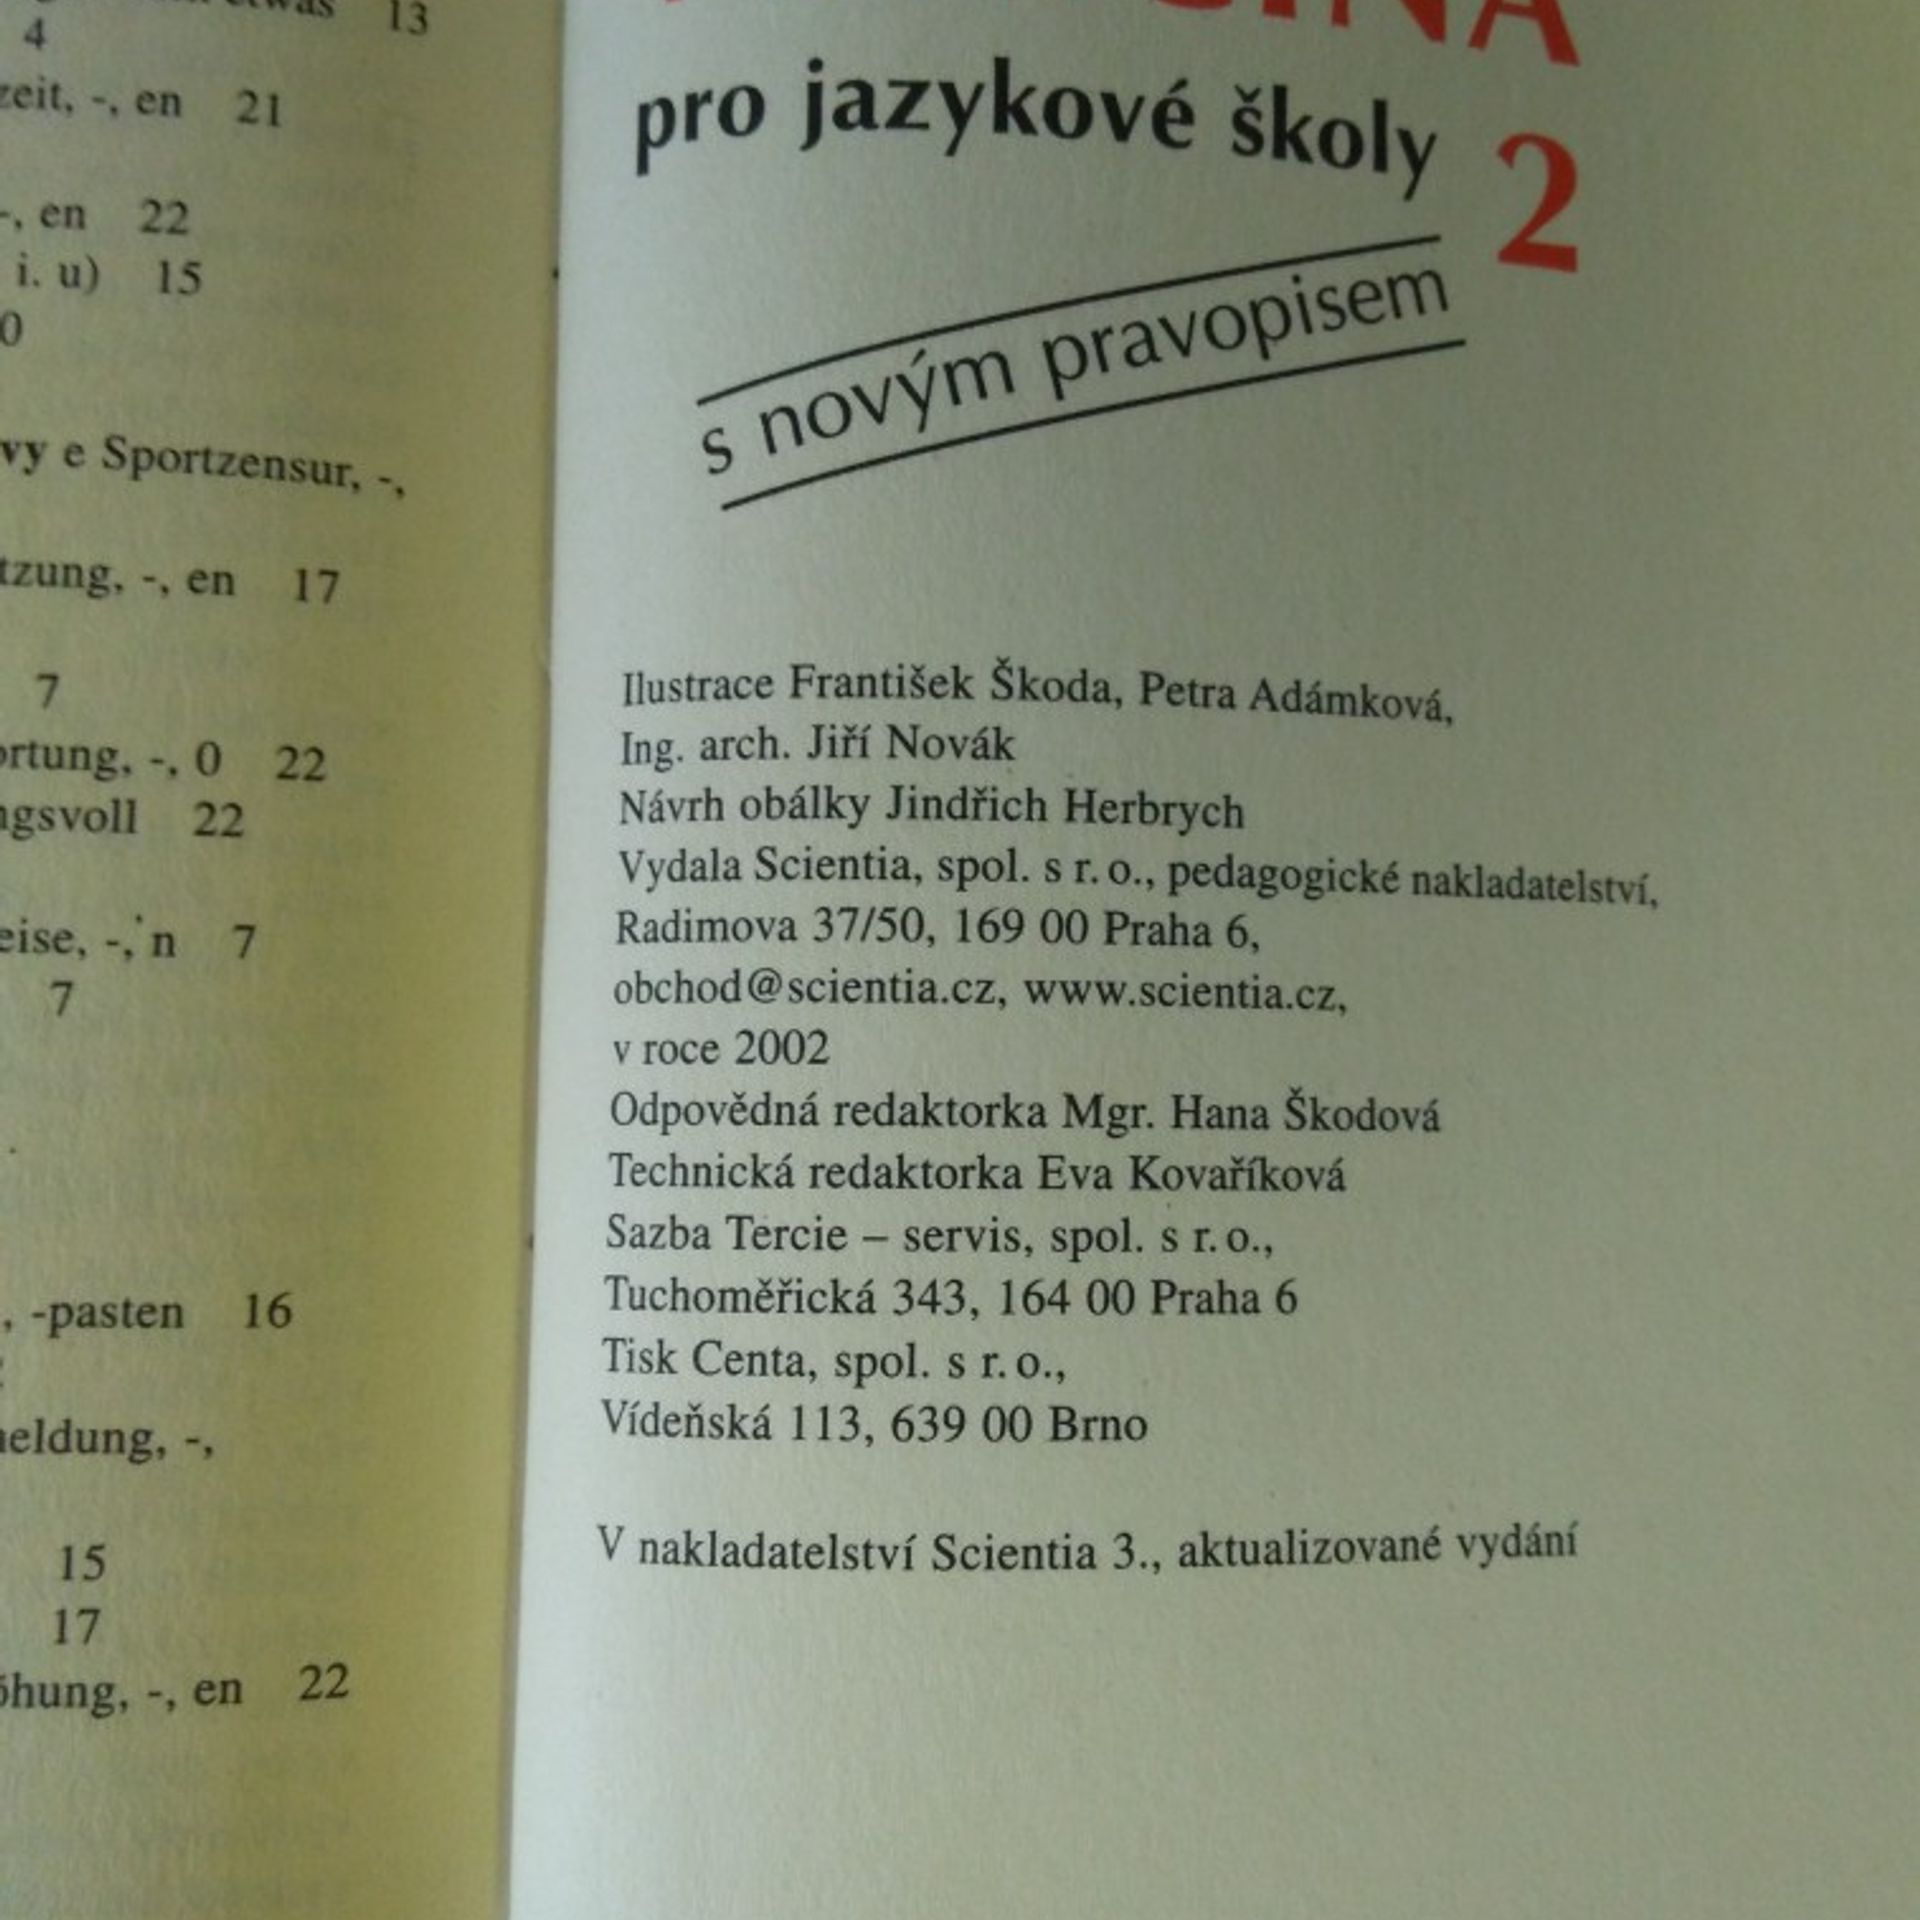 etwas 13
4
zeit, -, en 21
-, en 22
i. u) 15
0
vy e Sportzensur, -,
tzung, -, en 17
7
ortung, -, 0 22
ngsvoll 22
eise, -, n 7
7
, -pasten 16
eldung, -,
15
17
öhung, -, en 22
pro jazykové školy 2
s novým pravopisem
Ilustrace František Škoda, Petra Adámková,
Ing. arch. Jiří Novák
Návrh obálky Jindřich Herbrych
Vydala Scientia, spol. s r. o., pedagogické nakladatelství,
Radimova 37/50, 169 00 Praha 6,
obchod@scientia.cz, www.scientia.cz,
v roce 2002
Odpovědná redaktorka Mgr. Hana Škodová
Technická redaktorka Eva Kovaříková
Sazba Tercie – servis, spol. s r. o.,
Tuchoměřická 343, 164 00 Praha 6
Tisk Centa, spol. s r. o.,
Vídeňská 113, 639 00 Brno
V nakladatelství Scientia 3., aktualizované vydání